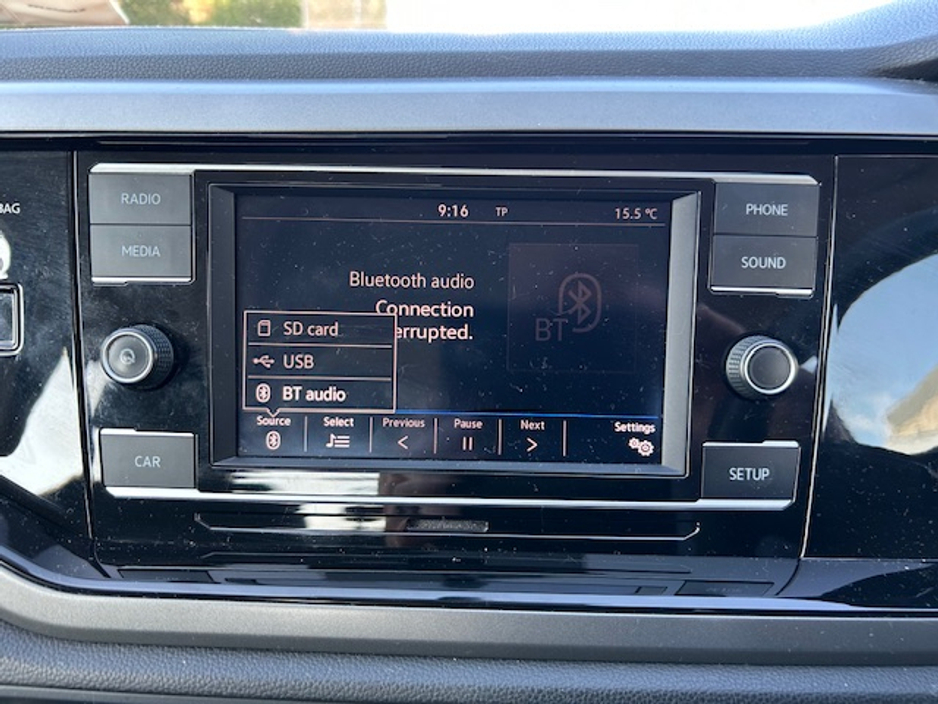 RADIO
MEDIA
CAR
PHONE
SOUND
SETUP
BAG
9:16 TP 15.5 °C
Bluetooth audio
Connection
errupted.
BT
SD card
USB
BT audio
Source Select Previous Pause Next Settings